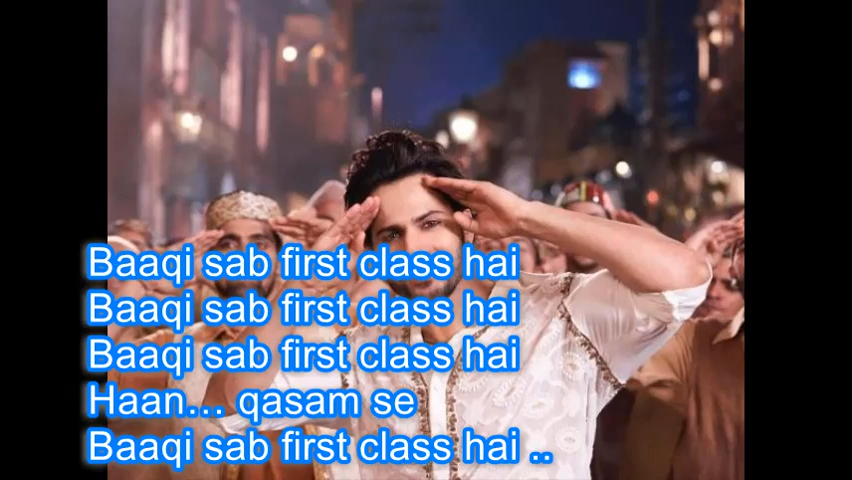 Baaqi sab first class hai
Baaqi sab first class hai
Baaqi sab first class hai
Haan... qasam se
Baaqi sab first class hai ..